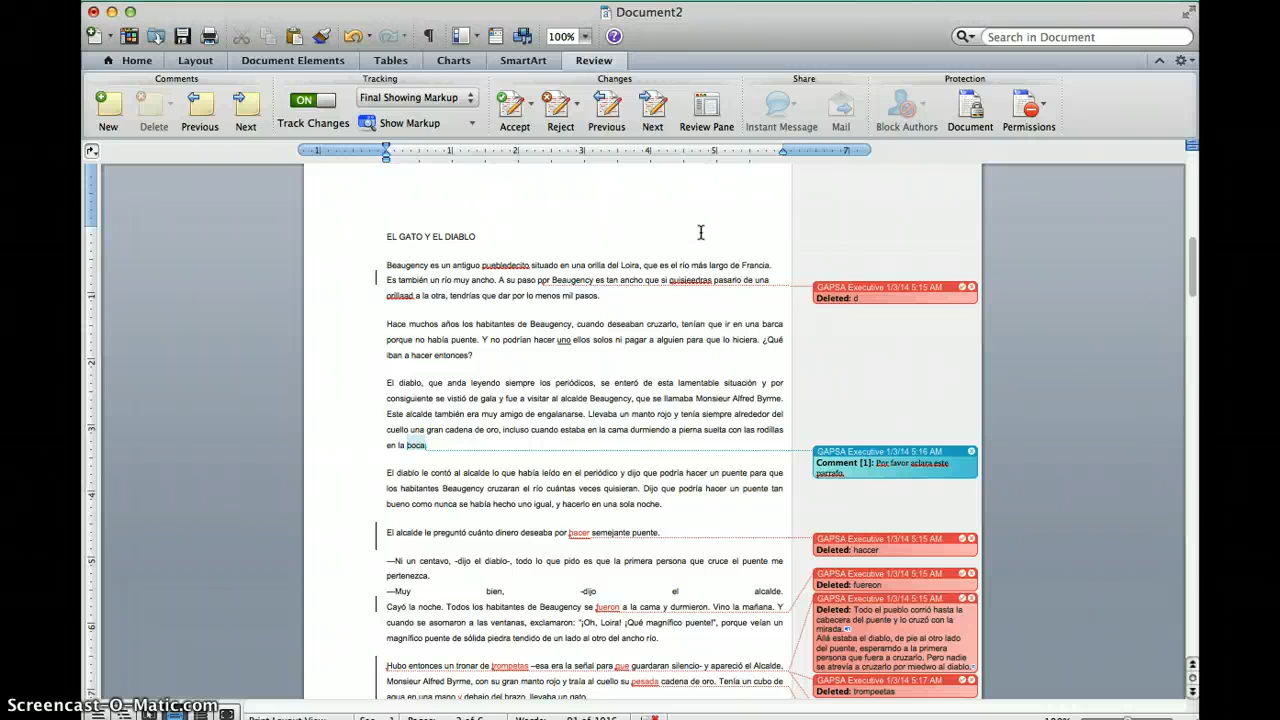 Document2
100%
Search in Document
Home Layout Document Elements Tables Charts SmartArt Review
Comments Tracking Changes Share Protection
ON Final Showing Markup
Track Changes Show Markup
New Delete Previous Next Accept Reject Previous Next Review Pane Instant Message Mail Block Authors Document Permissions
1 1 2 3 4 5 7
EL GATO Y EL DIABLO
Beaugency es un antiguo puebledecito situado en una orilla del Loira, que es el río más largo de Francia.
Es también un río muy ancho. A su paso por Beaugency es tan ancho que si quisieedras pasarlo de una
orillaad a la otra, tendrías que dar por lo menos mil pasos.
Hace muchos años los habitantes de Beaugency, cuando deseaban cruzarlo, tenían que ir en una barca
porque no había puente. Y no podrían hacer uno ellos solos ni pagar a alguien para que lo hiciera. ¿Qué
iban a hacer entonces?
El diablo, que anda leyendo siempre los periódicos, se enteró de esta lamentable situación y por
consiguiente se vistió de gala y fue a visitar al alcalde Beaugency, que se llamaba Monsieur Alfred Byrme.
Este alcalde también era muy amigo de engalanarse. Llevaba un manto rojo y tenía siempre alrededor del
cuello una gran cadena de oro, incluso cuando estaba en la cama durmiendo a pierna suelta con las rodillas
en la boca.
El diablo le contó al alcalde lo que había leído en el periódico y dijo que podría hacer un puente para que
los habitantes Beaugency cruzaran el río cuántas veces quisieran. Dijo que podría hacer un puente tan
bueno como nunca se había hecho uno igual, y hacerlo en una sola noche.
El alcalde le preguntó cuánto dinero deseaba por hacer semejante puente.
—Ni un centavo, -dijo el diablo-, todo lo que pido es que la primera persona que cruce el puente me
pertenezca.
—Muy bien, -dijo el alcalde.
Cayó la noche. Todos los habitantes de Beaugency se fueron a la cama y durmieron. Vino la mañana. Y
cuando se asomaron a las ventanas, exclamaron: "¡Oh, Loira! ¡Qué magnífico puente!", porque veían un
magnífico puente de sólida piedra tendido de un lado al otro del ancho río.
Hubo entonces un tronar de trompetas –esa era la señal para que guardaran silencio- y apareció el Alcalde,
Monsieur Alfred Byrme, con su gran manto rojo y traía al cuello su pesada cadena de oro. Tenía un cubo de
agua en una mano y debajo del brazo, llevaba un gato.
GAPSA Executive 1/3/14 5:15 AM
Deleted: d
GAPSA Executive 1/3/14 5:16 AM
Comment [1]: Por favor aclara este
parrafo.
GAPSA Executive 1/3/14 5:15 AM
Deleted: haccer
GAPSA Executive 1/3/14 5:15 AM
Deleted: fuereon
GAPSA Executive 1/3/14 5:15 AM
Deleted: Todo el pueblo corrió hasta la
cabecera del puente y lo cruzó con la
mirada.
Allá estaba el diablo, de pie al otro lado
del puente, esperamdo a la primera
persona que fuera a cruzarlo. Pero nadie
se atrevía a cruzarlo por miedwo al diablo.
GAPSA Executive 1/3/14 5:17 AM
Deleted: trompeetas
Screencast-O-Matic.com